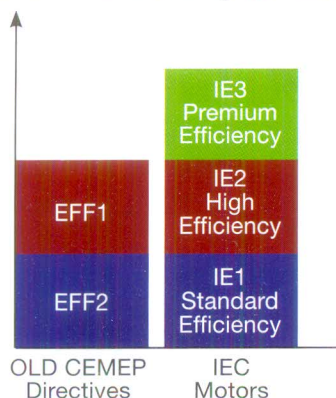 IE3
Premium
Efficiency
EFF1
IE2
High
Efficiency
EFF2
IE1
Standard
Efficiency
OLD CEMEP
Directives
IEC
Motors